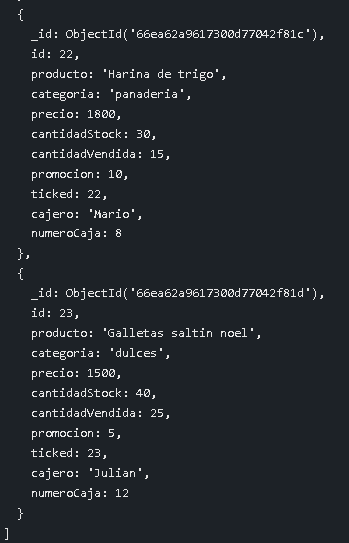 {
_id: ObjectId('66ea62a9617300d77042f81c'),
id: 22,
producto: 'Harina de trigo',
categoria: 'panaderia',
precio: 1800,
cantidadStock: 30,
cantidadVendida: 15,
promocion: 10,
ticked: 22,
cajero: 'Mario',
numeroCaja: 8
},
{
_id: ObjectId('66ea62a9617300d77042f81d'),
id: 23,
producto: 'Galletas saltin noel',
categoria: 'dulces',
precio: 1500,
cantidadStock: 40,
cantidadVendida: 25,
promocion: 5,
ticked: 23,
cajero: 'Julian',
numeroCaja: 12
}
]